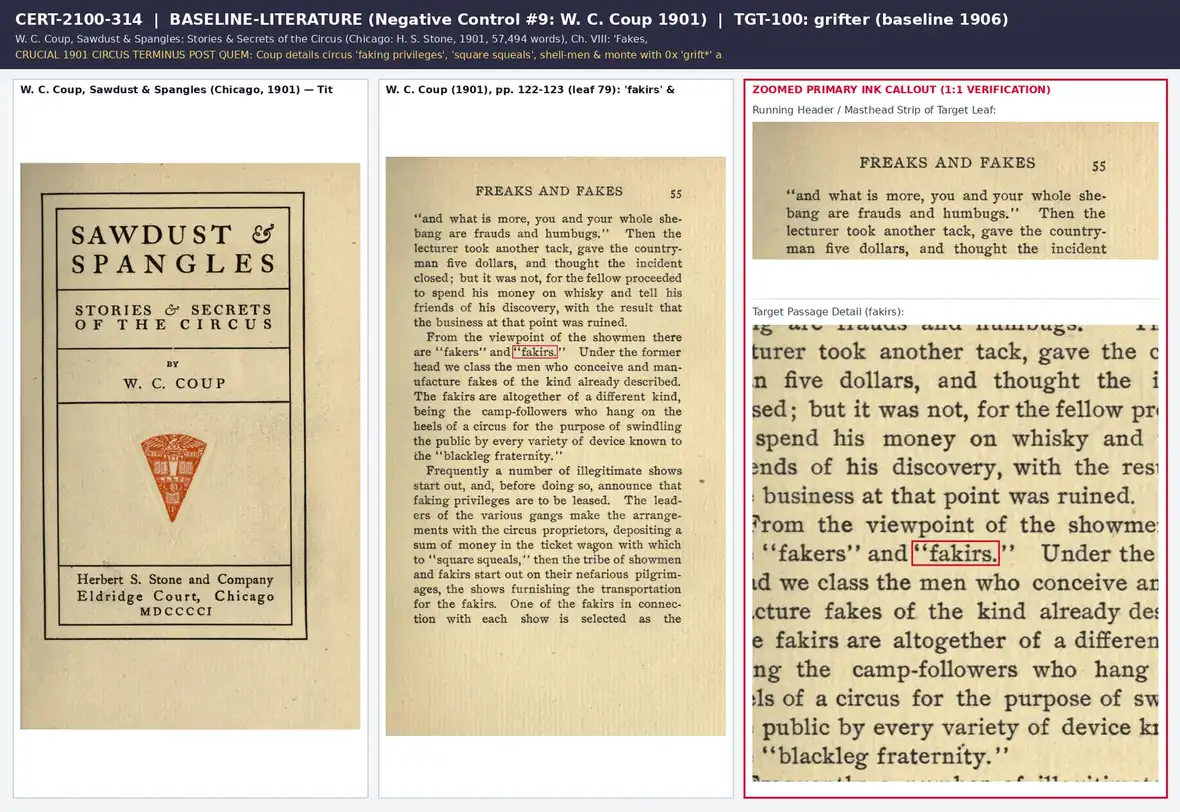 CERT-2100-314 | BASELINE-LITERATURE (Negative Control #9: W. C. Coup 1901) | TGT-100: grifter (baseline 1906)
W. C. Coup, Sawdust & Spangles: Stories & Secrets of the Circus (Chicago: H. S. Stone, 1901, 57,494 words), Ch. VIII: 'Fakes,
CRUCIAL 1901 CIRCUS TERMINUS POST QUEM: Coup details circus 'faking privileges', 'square squeals', shell-men & monte with 0x 'grift*' a
W. C. Coup, Sawdust & Spangles (Chicago, 1901) — Tit
SAWDUST &
SPANGLES
STORIES & SECRETS
OF THE CIRCUS
BY
W. C. COUP
Herbert S. Stone and Company
Eldridge Court, Chicago
MDCCCCI
W. C. Coup (1901), pp. 122-123 (leaf 79): 'fakirs' &
FREAKS AND FAKES 55
“and what is more, you and your whole she-
bang are frauds and humbugs.” Then the
lecturer took another tack, gave the country-
man five dollars, and thought the incident
closed; but it was not, for the fellow proceeded
to spend his money on whisky and tell his
friends of his discovery, with the result that
the business at that point was ruined.
From the viewpoint of the showmen there
are “fakers” and “fakirs.” Under the former
head we class the men who conceive and man-
ufacture fakes of the kind already described.
The fakirs are altogether of a different kind,
being the camp-followers who hang on the
heels of a circus for the purpose of swindling
the public by every variety of device known to
the “blackleg fraternity.”
Frequently a number of illegitimate shows
start out, and, before doing so, announce that
faking privileges are to be leased. The lead-
ers of the various gangs make the arrange-
ments with the circus proprietors, depositing a
sum of money in the ticket wagon with which
to “square squeals,” then the tribe of showmen
and fakirs start out on their nefarious pilgrim-
ages, the shows furnishing the transportation
for the fakirs. One of the fakirs in connec-
tion with each show is selected as the
ZOOMED PRIMARY INK CALLOUT (1:1 VERIFICATION)
Running Header / Masthead Strip of Target Leaf:
FREAKS AND FAKES 55
“and what is more, you and your whole she-
bang are frauds and humbugs.” Then the
lecturer took another tack, gave the country-
man five dollars, and thought the incident
Target Passage Detail (fakirs):
turer took another tack, gave the c
n five dollars, and thought the i
sed; but it was not, for the fellow pr
spend his money on whisky and
ends of his discovery, with the res
business at that point was ruined.
From the viewpoint of the showme
“fakers” and “fakirs.” Under the
d we class the men who conceive an
cture fakes of the kind already des
e fakirs are altogether of a differen
ng the camp-followers who hang
ls of a circus for the purpose of sw
public by every variety of device k
“blackleg fraternity.”